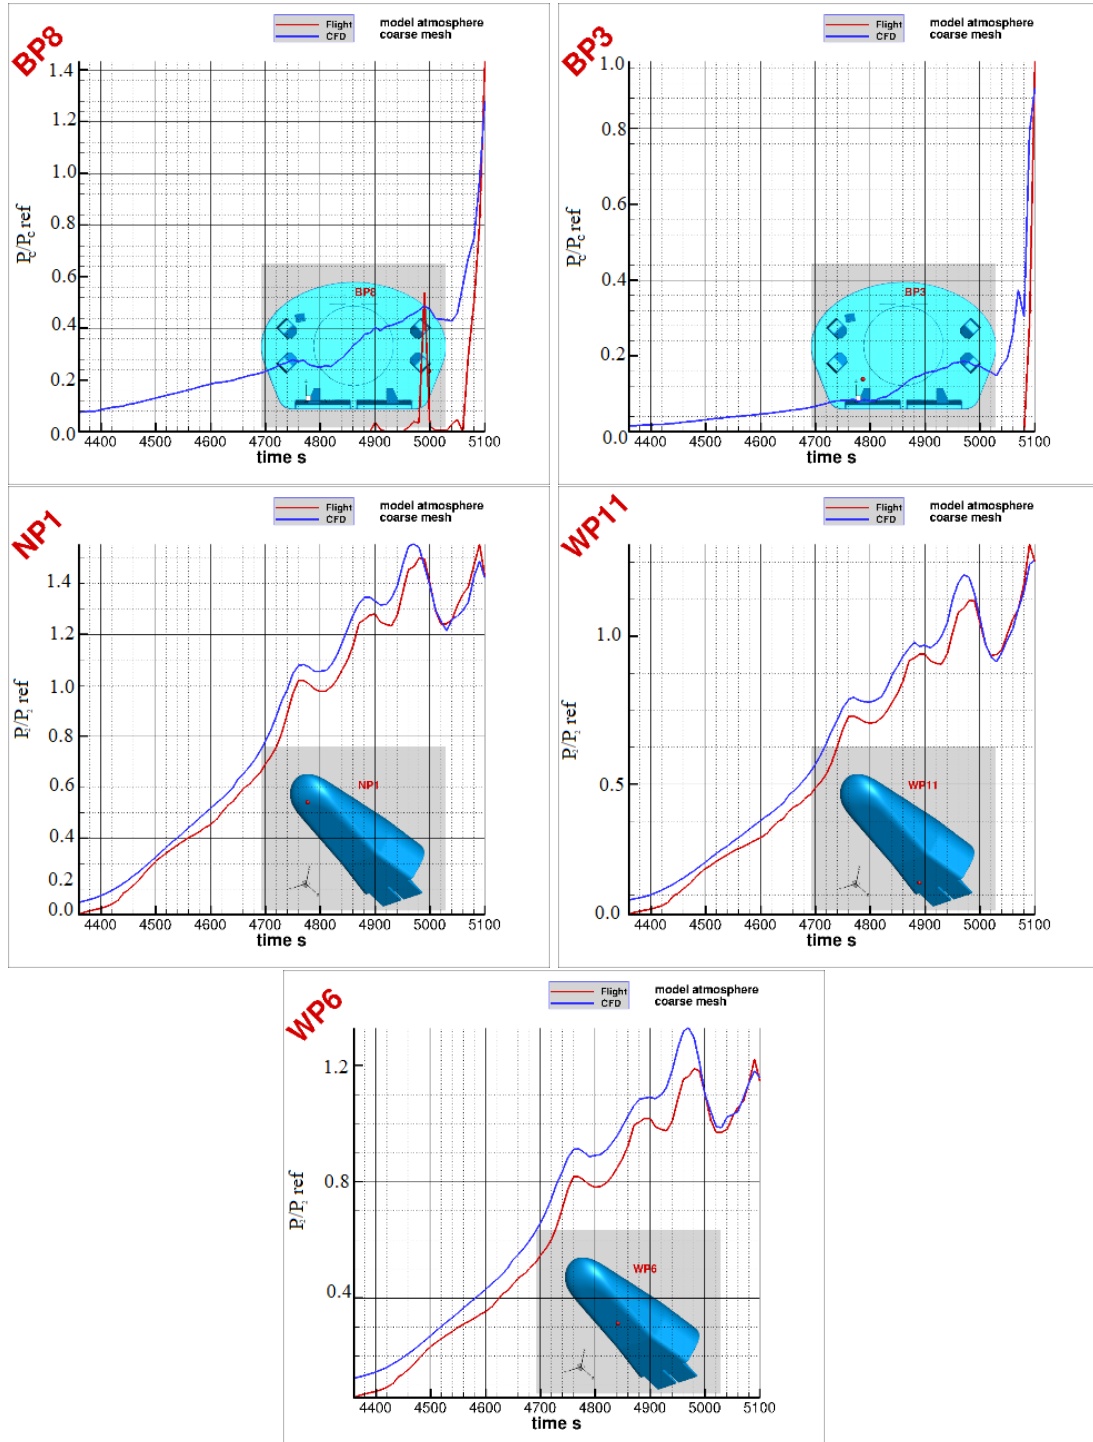 BP8
Flight
CFD
model atmosphere
coarse mesh
1.4
1.2
1.0
0.8
0.6
0.4
0.2
0.0
Pc/Pc ref
BP8
4400 4500 4600 4700 4800 4900 5000 5100
time s
BP3
Flight
CFD
model atmosphere
coarse mesh
1.0
0.8
0.6
0.4
0.2
0.0
Pc/Pc ref
BP3
4400 4500 4600 4700 4800 4900 5000 5100
time s
NP1
Flight
CFD
model atmosphere
coarse mesh
1.4
1.2
1.0
0.8
0.6
0.4
0.2
0.0
P2/P2 ref
NP1
4400 4500 4600 4700 4800 4900 5000 5100
time s
WP11
Flight
CFD
model atmosphere
coarse mesh
1.0
0.5
0.0
P2/P2 ref
WP11
4400 4500 4600 4700 4800 4900 5000 5100
time s
WP6
Flight
CFD
model atmosphere
coarse mesh
1.2
0.8
0.4
P2/P2 ref
WP6
4400 4500 4600 4700 4800 4900 5000 5100
time s